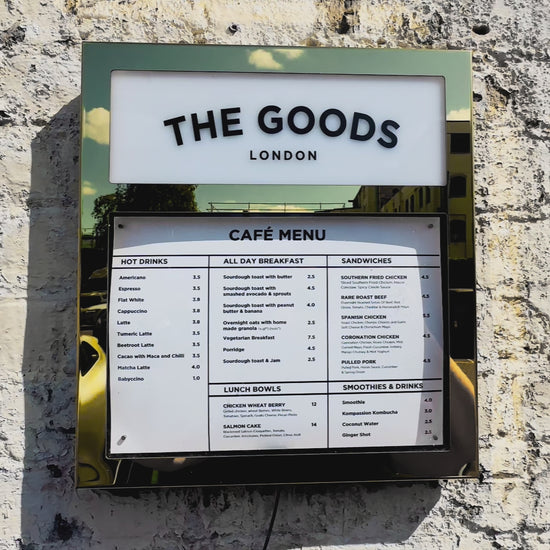 THE GOODS
LONDON
CAFÉ MENU
HOT DRINKS
Americano 3.5
Espresso 3.5
Flat White 3.8
Cappuccino 3.8
Latte 3.8
Tumeric Latte 3.5
Beetroot Latte 3.5
Cacao with Maca and Chilli 3.5
Matcha Latte 4.0
Babyccino 1.0
ALL DAY BREAKFAST
Sourdough toast with butter 2.5
Sourdough toast with 4.5
smashed avocado & sprouts
Sourdough toast with peanut 4.0
butter & banana
Overnight oats with home 2.5
made granola
Vegetarian Breakfast 7.5
Porridge 4.5
Sourdough toast & Jam 2.5
LUNCH BOWLS
CHICKEN WHEAT BERRY 12
SALMON CAKE 14
SANDWICHES
SOUTHERN FRIED CHICKEN 4.5
RARE ROAST BEEF 4.5
SPANISH CHICKEN 4.5
CORONATION CHICKEN 4.5
PULLED PORK 4.5
& Spring Onion
SMOOTHIES & DRINKS
Smoothie 4.0
Kompassion Kombucha 3.0
Coconut Water 2.5
Ginger Shot 2.5